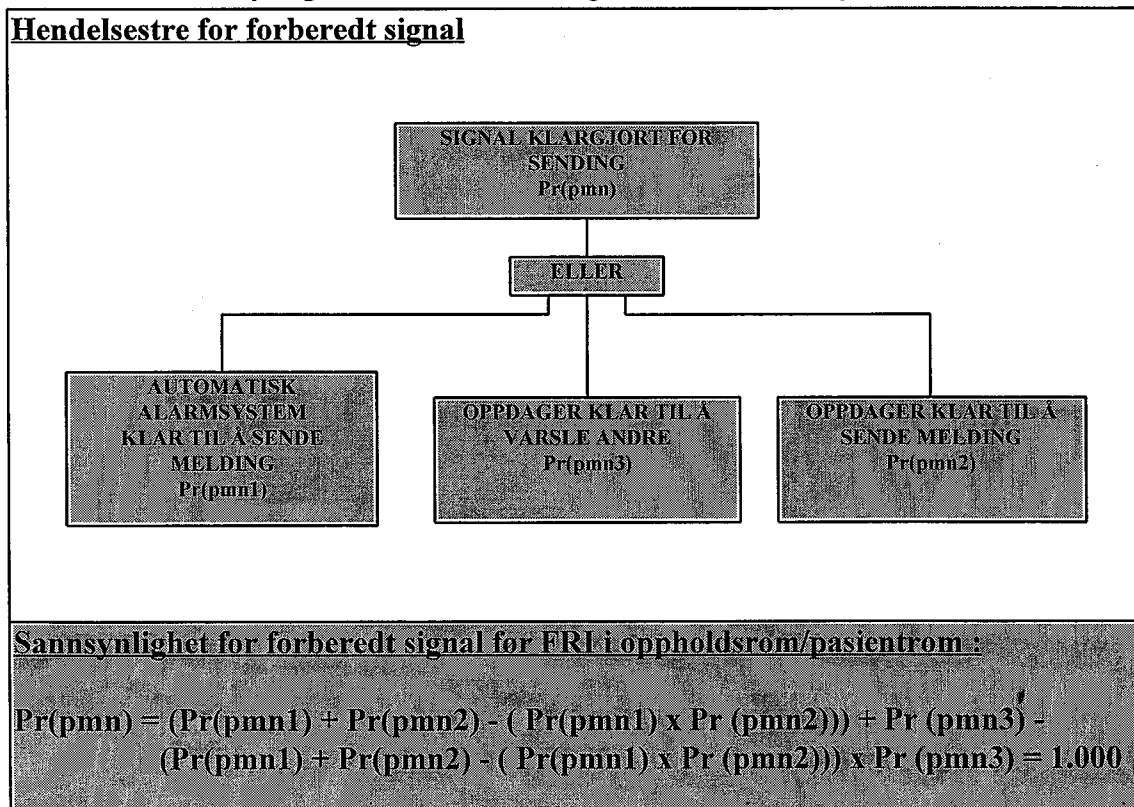 Hendelsestre for forberedt signal
SIGNAL KLARGJORT FOR
SENDING
Pr(pmn)
ELLER
AUTOMATISK
ALARMSYSTEM
KLAR TIL Å SENDE
MELDING
Pr(pmn1)
OPPDAGER KLAR TIL Å
VARSLE ANDRE
Pr(pmn3)
OPPDAGER KLAR TIL Å
SENDE MELDING
Pr(pmn2)
Sannsynlighet for forberedt signal før FRI i oppholdsrom/pasientrom :
Pr(pmn) = (Pr(pmn1) + Pr(pmn2) - ( Pr(pmn1) x Pr (pmn2))) + Pr (pmn3) -
(Pr(pmn1) + Pr(pmn2) - ( Pr(pmn1) x Pr (pmn2))) x Pr (pmn3) = 1.000